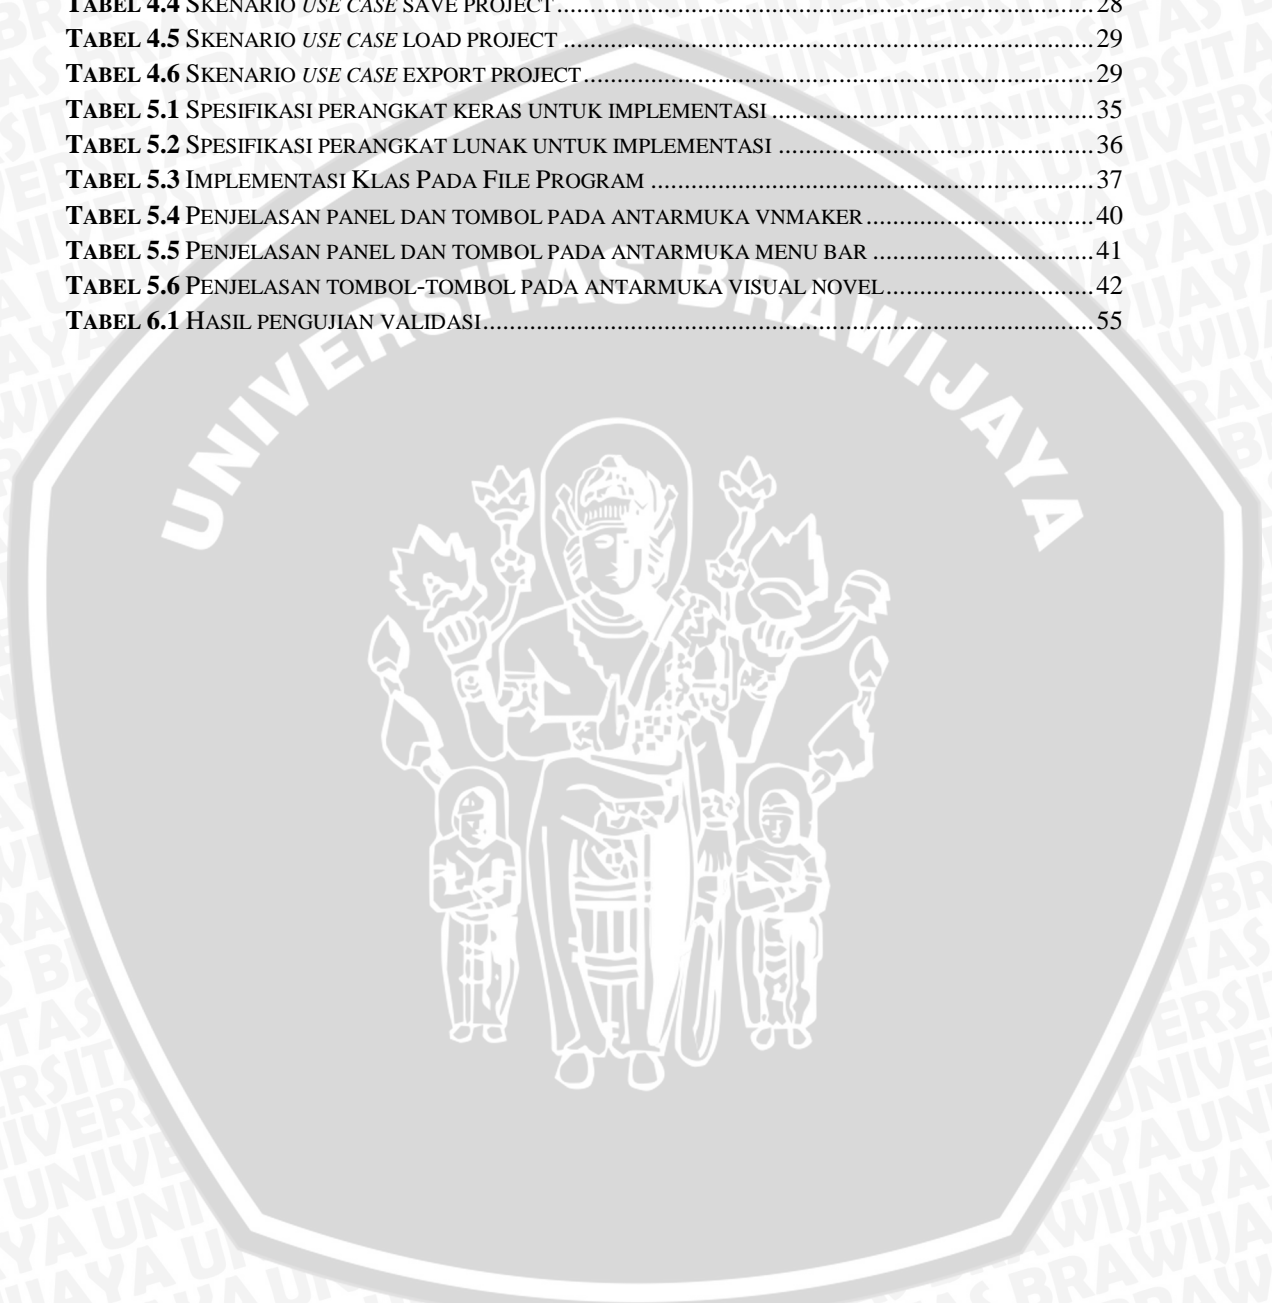 TABEL 4.4 SKENARIO USE CASE SAVE PROJECT ........ 28
TABEL 4.5 SKENARIO USE CASE LOAD PROJECT ........ 29
TABEL 4.6 SKENARIO USE CASE EXPORT PROJECT ........ 29
TABEL 5.1 SPESIFIKASI PERANGKAT KERAS UNTUK IMPLEMENTASI ........ 35
TABEL 5.2 SPESIFIKASI PERANGKAT LUNAK UNTUK IMPLEMENTASI ........ 36
TABEL 5.3 IMPLEMENTASI KLAS PADA FILE PROGRAM ........ 37
TABEL 5.4 PENJELASAN PANEL DAN TOMBOL PADA ANTARMUKA VNMAKER ........ 40
TABEL 5.5 PENJELASAN PANEL DAN TOMBOL PADA ANTARMUKA MENU BAR ........ 41
TABEL 5.6 PENJELASAN TOMBOL-TOMBOL PADA ANTARMUKA VISUAL NOVEL ........ 42
TABEL 6.1 HASIL PENGUJIAN VALIDASI ........ 55
UNIVERSITAS BRAWIJAYA